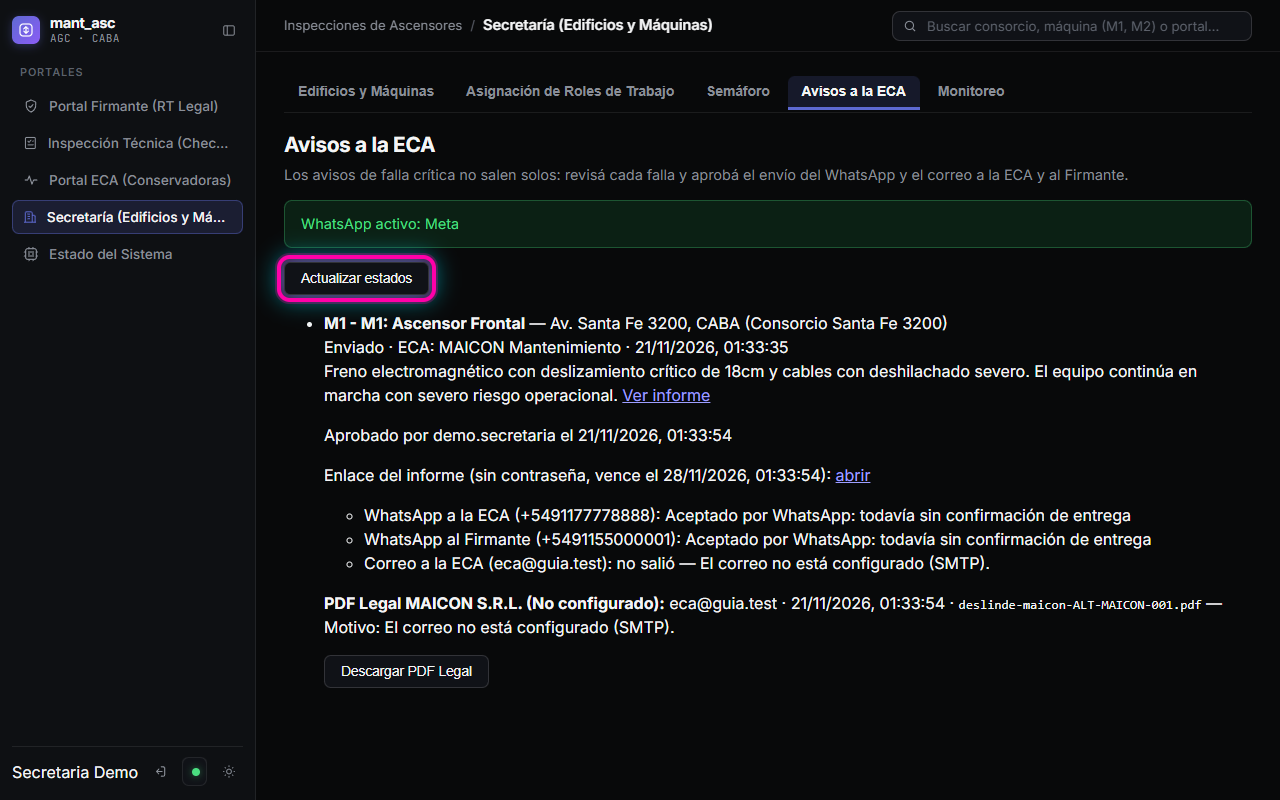 mant_asc
AGC · CABA
PORTALES
Portal Firmante (RT Legal)
Inspección Técnica (Chec...
Portal ECA (Conservadoras)
Secretaría (Edificios y Má...
Estado del Sistema
Secretaria Demo
Inspecciones de Ascensores / Secretaría (Edificios y Máquinas)
Buscar consorcio, máquina (M1, M2) o portal...
Edificios y Máquinas
Asignación de Roles de Trabajo
Semáforo
Avisos a la ECA
Monitoreo
Avisos a la ECA
Los avisos de falla crítica no salen solos: revisá cada falla y aprobá el envío del WhatsApp y el correo a la ECA y al Firmante.
WhatsApp activo: Meta
Actualizar estados
M1 - M1: Ascensor Frontal — Av. Santa Fe 3200, CABA (Consorcio Santa Fe 3200)
Enviado · ECA: MAICON Mantenimiento · 21/11/2026, 01:33:35
Freno electromagnético con deslizamiento crítico de 18cm y cables con deshilachado severo. El equipo continúa en
marcha con severo riesgo operacional. Ver informe
Aprobado por demo.secretaria el 21/11/2026, 01:33:54
Enlace del informe (sin contraseña, vence el 28/11/2026, 01:33:54): abrir
WhatsApp a la ECA (+5491177778888): Aceptado por WhatsApp: todavía sin confirmación de entrega
WhatsApp al Firmante (+5491155000001): Aceptado por WhatsApp: todavía sin confirmación de entrega
Correo a la ECA (eca@guia.test): no salió — El correo no está configurado (SMTP).
PDF Legal MAICON S.R.L. (No configurado): eca@guia.test · 21/11/2026, 01:33:54 · deslinde-maicon-ALT-MAICON-001.pdf —
Motivo: El correo no está configurado (SMTP).
Descargar PDF Legal